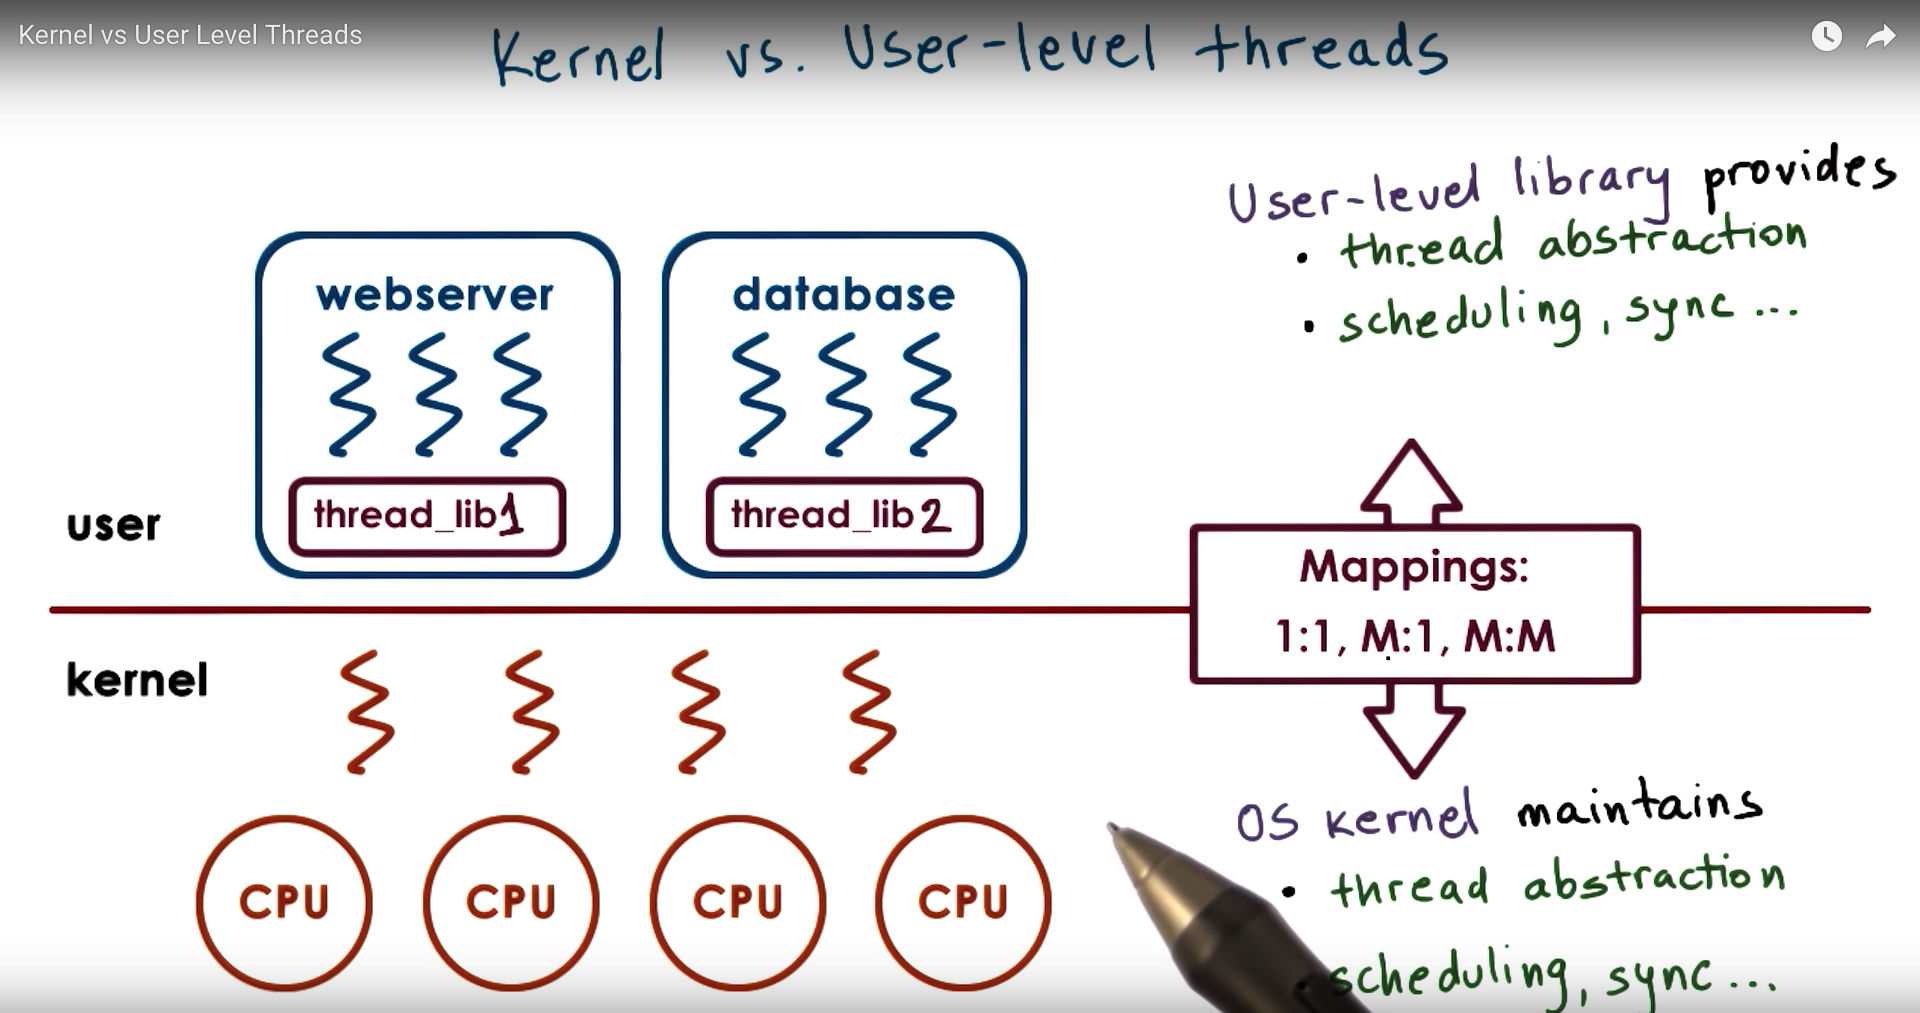 Kernel vs User Level Threads
Kernel vs. User-level threads
User-level library provides
• thread abstraction
• scheduling, sync ...
webserver
database
thread_lib1
thread_lib2
user
Mappings:
1:1, M:1, M:M
kernel
OS kernel maintains
• thread abstraction
• scheduling, sync ...
CPU
CPU
CPU
CPU